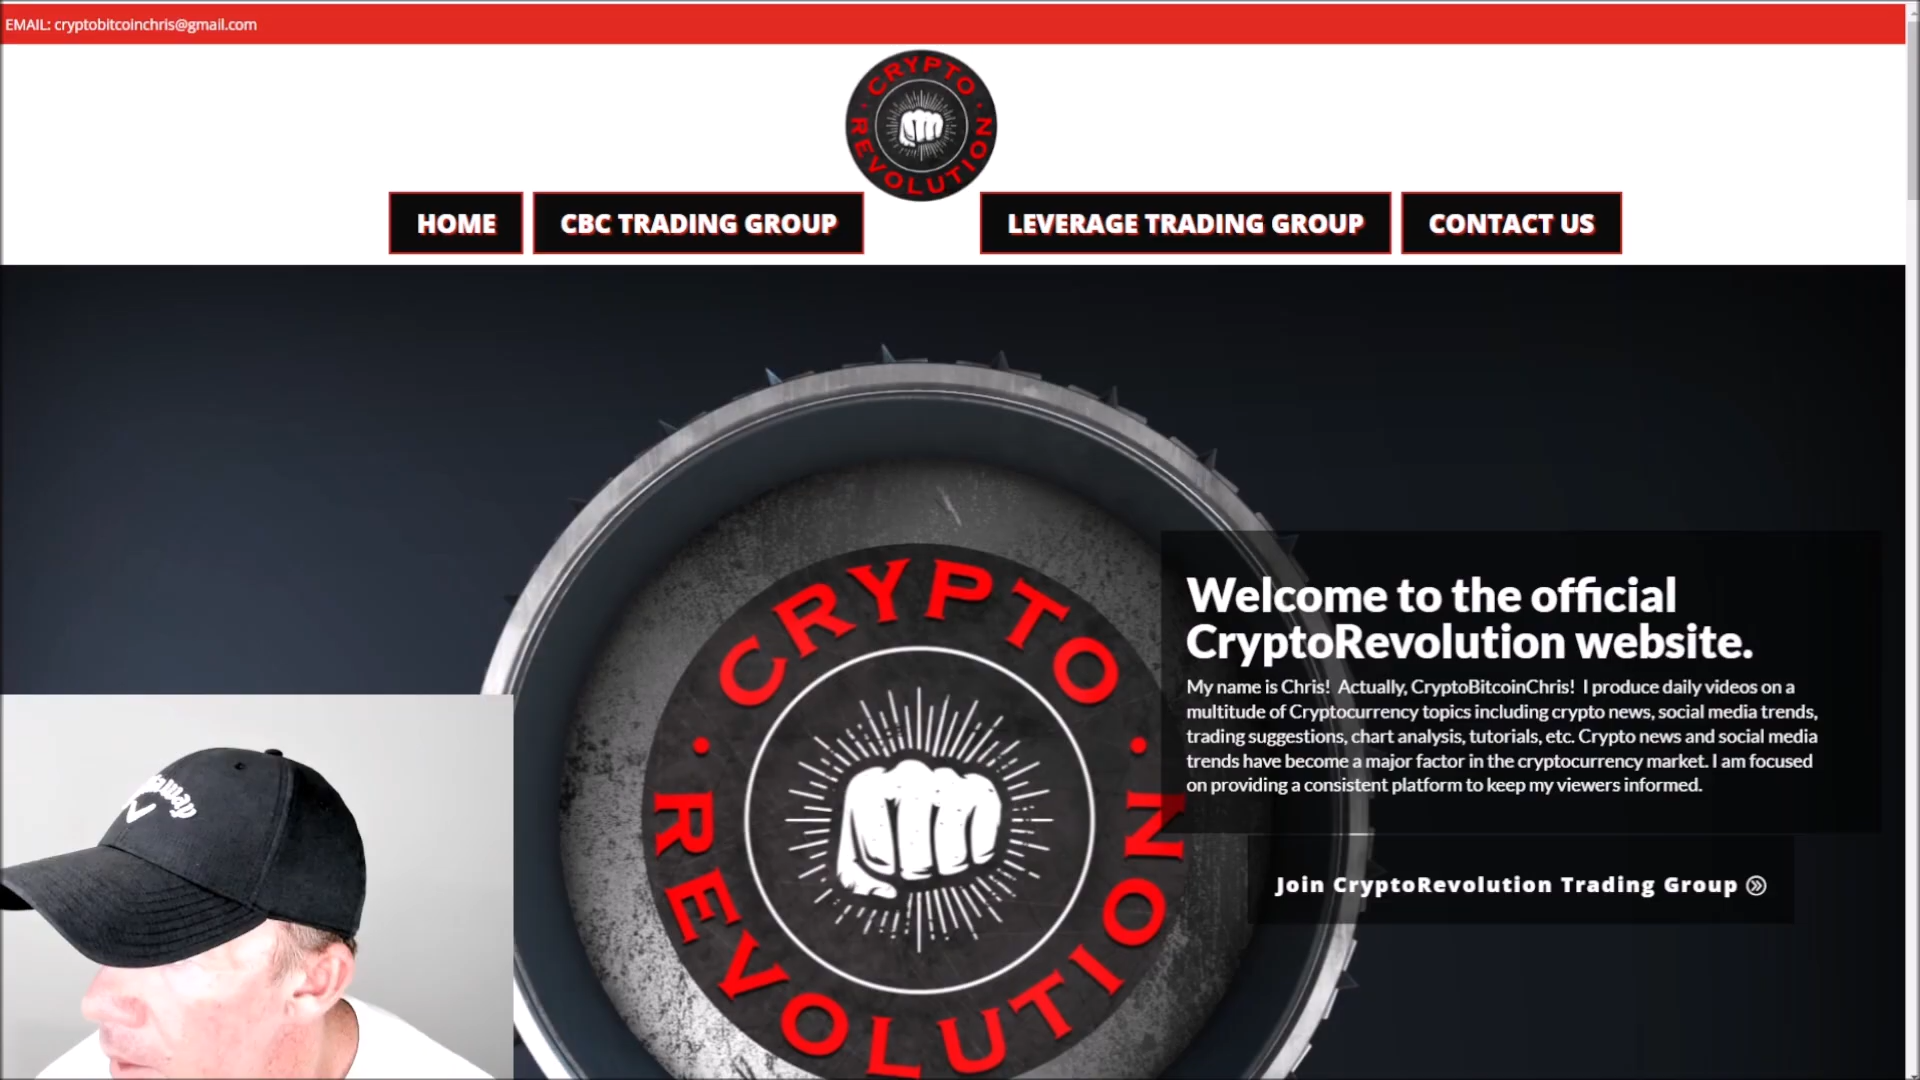 EMAIL: cryptobitcoinchris@gmail.com
CRYPTO
REVOLUTION
HOME
CBC TRADING GROUP
LEVERAGE TRADING GROUP
CONTACT US
CRYPTO
REVOLUTION
Welcome to the official
CryptoRevolution website.
My name is Chris!  Actually, CryptoBitcoinChris!  I produce daily videos on a
multitude of Cryptocurrency topics including crypto news, social media trends,
trading suggestions, chart analysis, tutorials, etc. Crypto news and social media
trends have become a major factor in the cryptocurrency market. I am focused
on providing a consistent platform to keep my viewers informed.
Join CryptoRevolution Trading Group